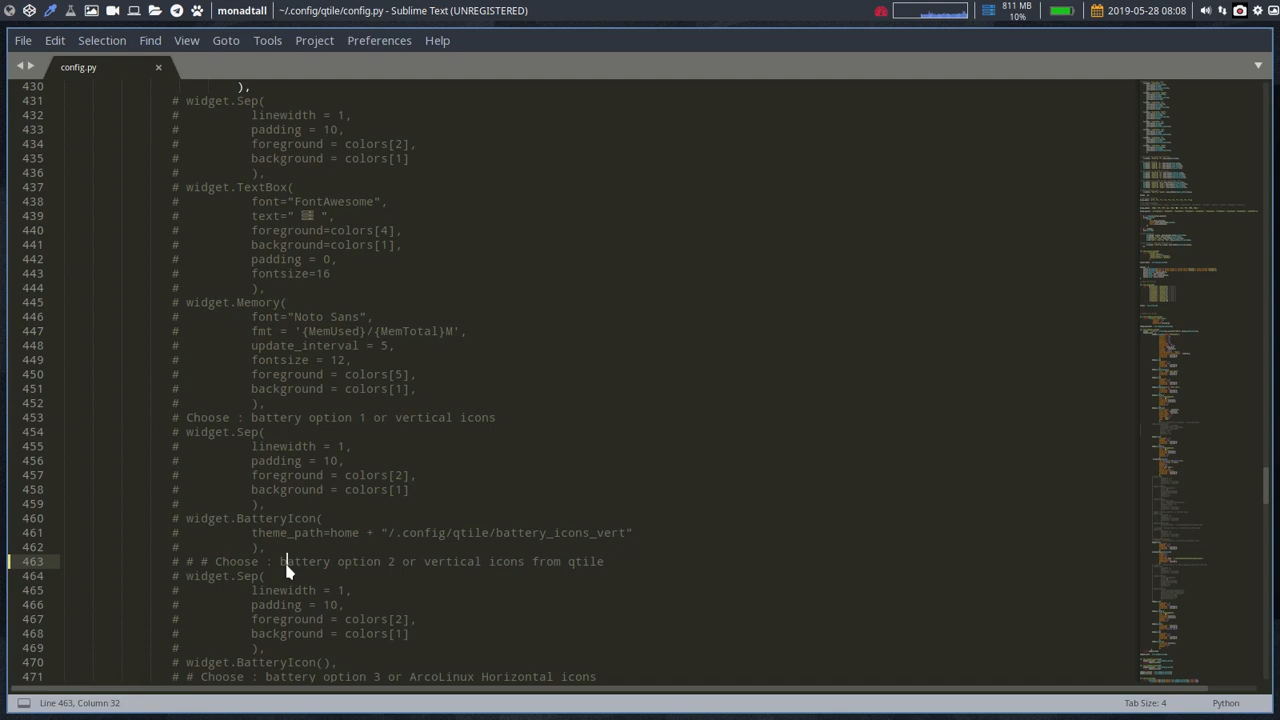 monadtall ~/.config/qtile/config.py - Sublime Text (UNREGISTERED) 811 MB 10% 2019-05-28 08:08
File Edit Selection Find View Goto Tools Project Preferences Help
config.py
430 ),
431 # widget.Sep(
432 # linewidth = 1,
433 # padding = 10,
434 # foreground = colors[2],
435 # background = colors[1]
436 # ),
437 # widget.TextBox(
438 # font="FontAwesome",
439 # text=" ",
440 # foreground=colors[4],
441 # background=colors[1],
442 # padding = 0,
443 # fontsize=16
444 # ),
445 # widget.Memory(
446 # font="Noto Sans",
447 # fmt = '{MemUsed}/{MemTotal}M',
448 # update_interval = 5,
449 # fontsize = 12,
450 # foreground = colors[5],
451 # background = colors[1],
452 # ),
453 # Choose : battery option 1 or vertical icons
454 # widget.Sep(
455 # linewidth = 1,
456 # padding = 10,
457 # foreground = colors[2],
458 # background = colors[1]
459 # ),
460 # widget.BatteryIcon(
461 # theme_path=home + "/.config/qtile/battery_icons_vert"
462 # ),
463 # # # Choose : battery option 2 or vertical icons from qtile
464 # widget.Sep(
465 # linewidth = 1,
466 # padding = 10,
467 # foreground = colors[2],
468 # background = colors[1]
469 # ),
470 # widget.BatteryIcon(),
471 # # Choose : battery option 3 or ArcoLinux Horizontal icons
Line 463, Column 32 Tab Size: 4 Python